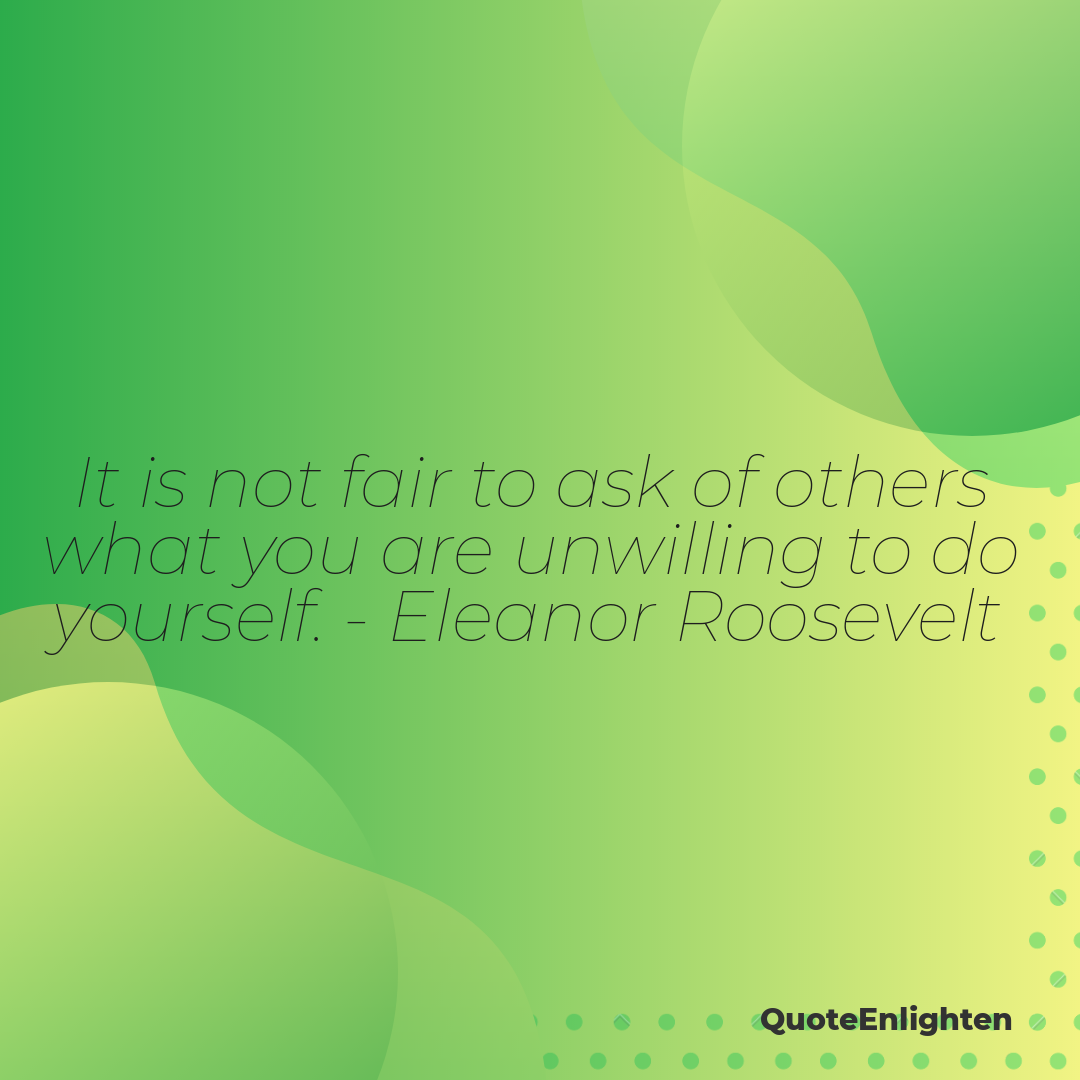 It is not fair to ask of others
what you are unwilling to do
yourself. - Eleanor Roosevelt
QuoteEnlighten